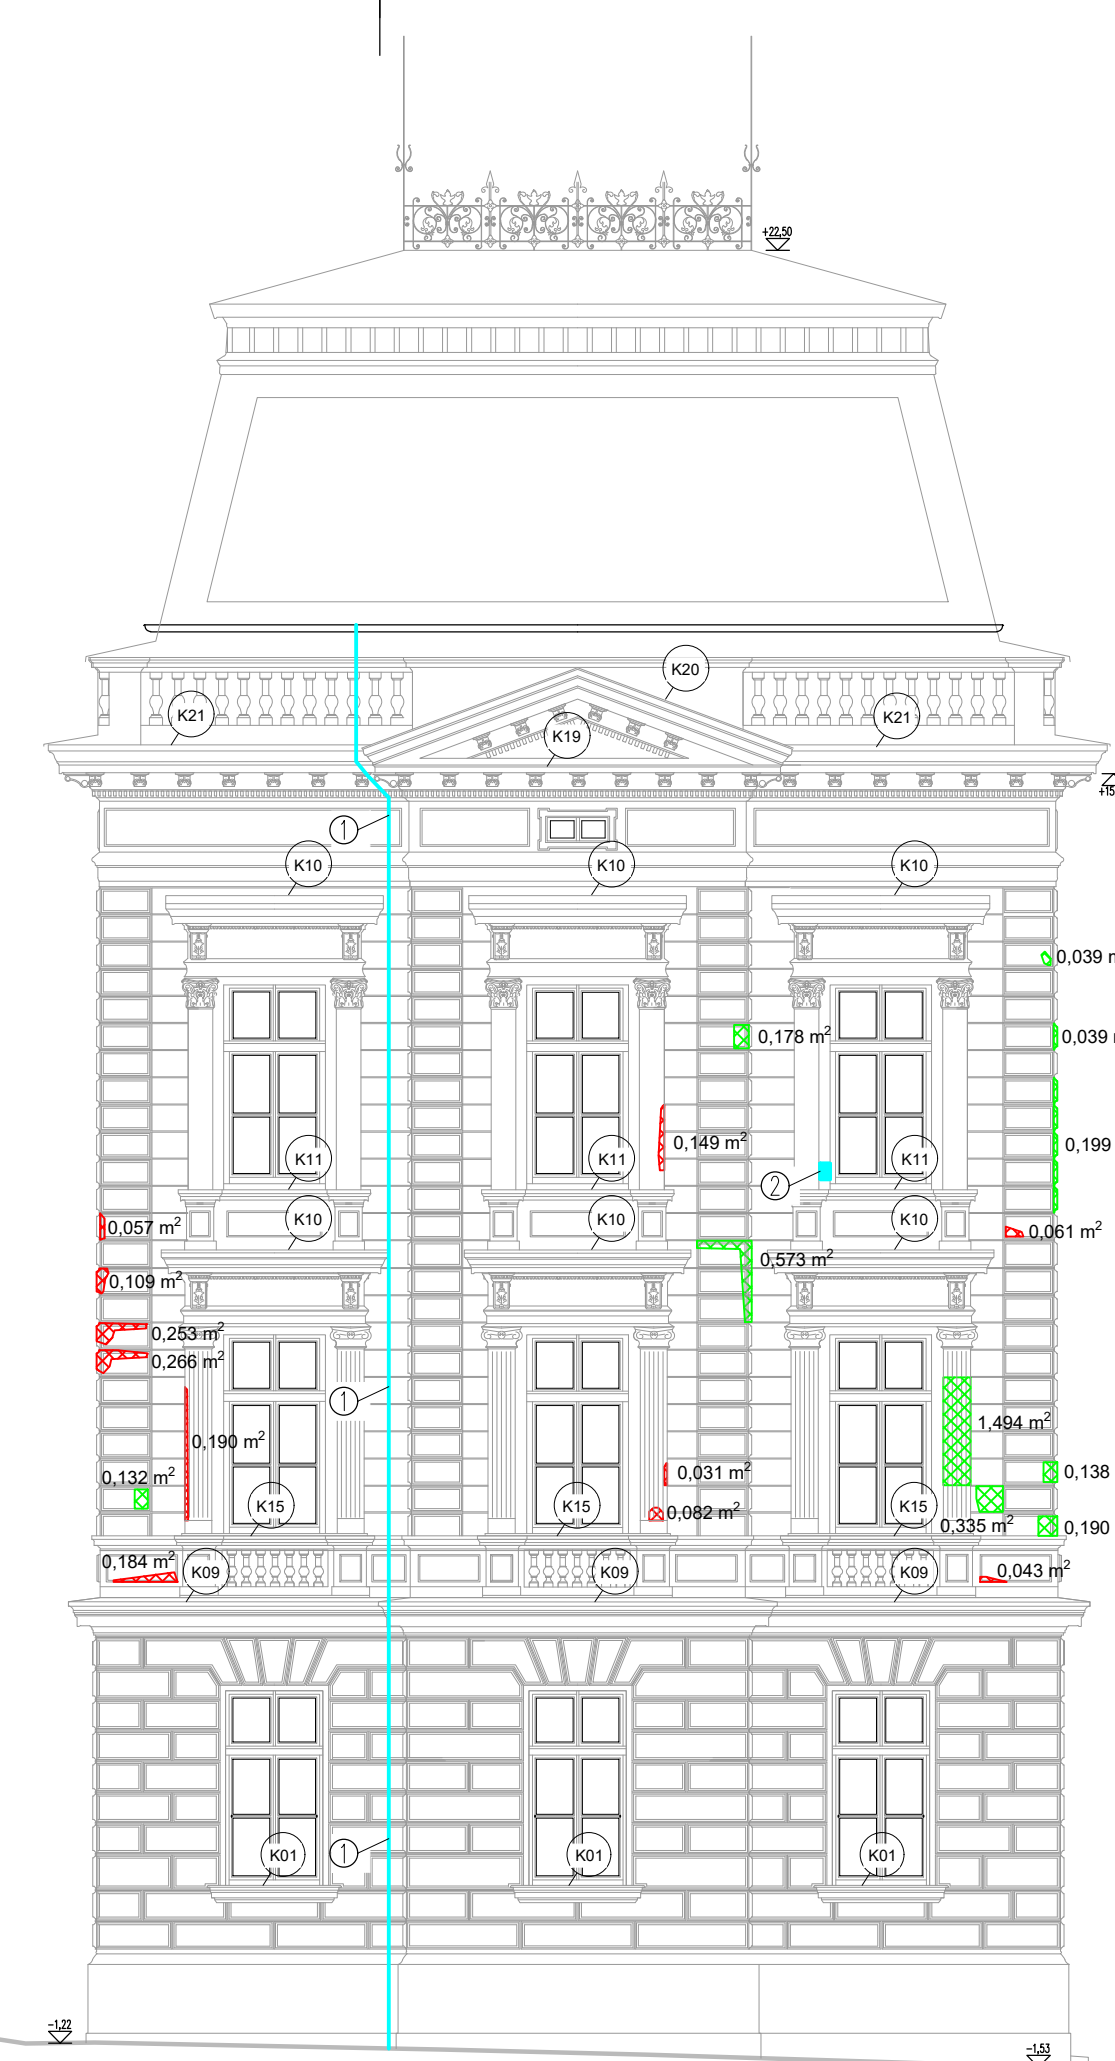 +22,50
K20
K21
K21
K19
+15
1
K10
K10
K10
0,039 m
0,178 m²
0,039 m
0,149 m²
0,199
K11
K11
K11
2
K10
K10
K10
0,057 m²
0,061 m²
0,573 m²
0,109 m²
0,253 m²
0,266 m²
1
1,494 m²
0,190 m²
0,031 m²
0,138
0,132 m²
K15
K15
K15
0,082 m²
0,335 m²
0,190
0,184 m²
K09
K09
K09
0,043 m²
1
K01
K01
K01
-1,22
-1,53